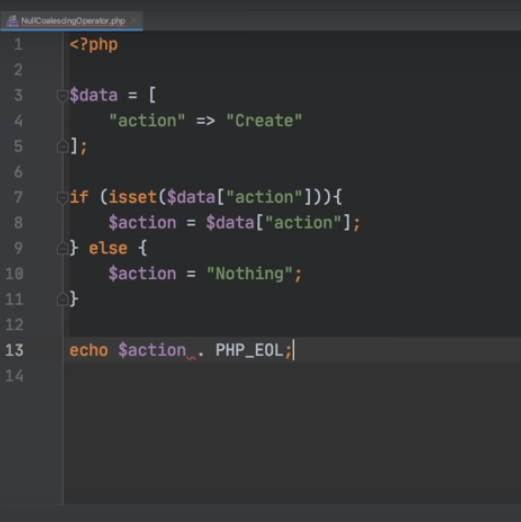 NullCoalescingOperator.php
1 <?php
2
3 $data = [
4     "action" => "Create"
5 ];
6
7 if (isset($data["action"])){
8     $action = $data["action"];
9 } else {
10     $action = "Nothing";
11 }
12
13 echo $action . PHP_EOL;
14